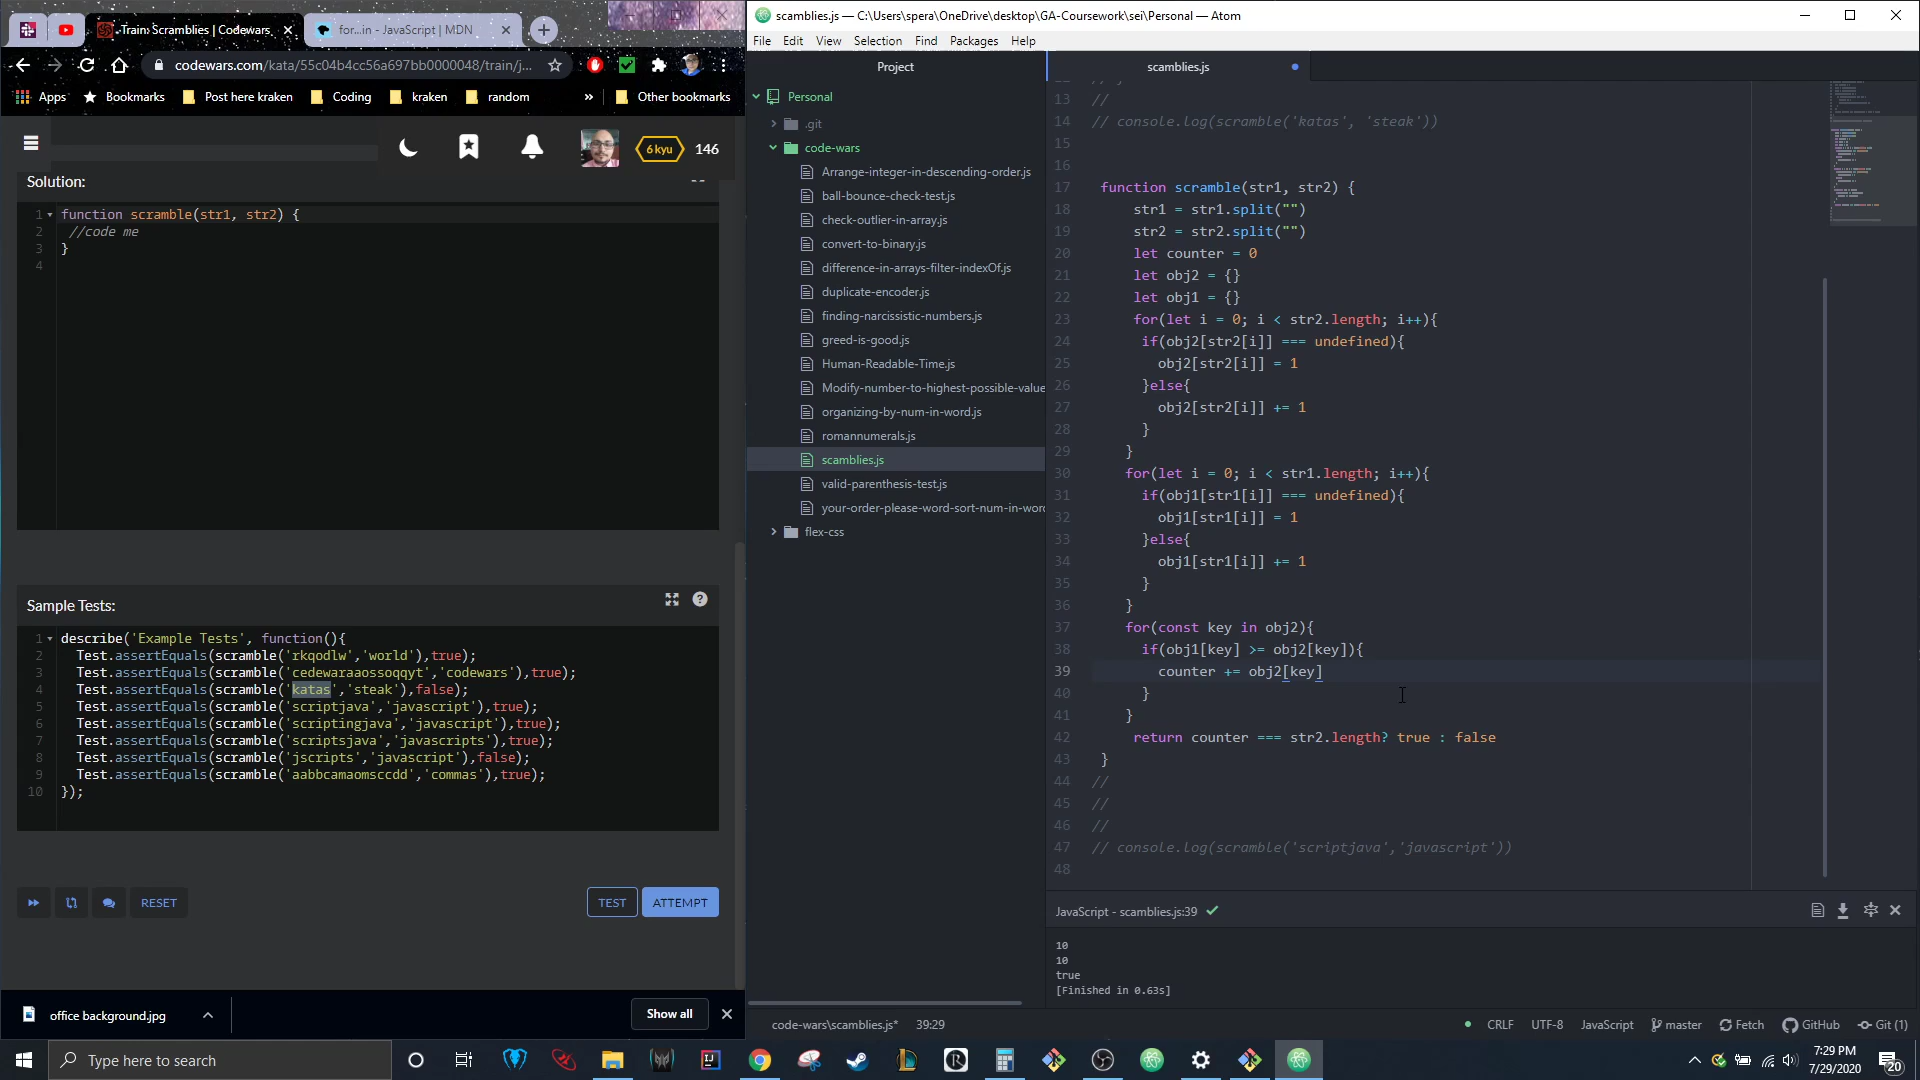 Train: Scramblies | Codewars
for...in - JavaScript | MDN
codewars.com/kata/55c04b4cc56a697bb0000048/train/j...
Apps
Bookmarks
Post here kraken
Coding
kraken
random
»
Other bookmarks
6 kyu
146
Solution:
1 function scramble(str1, str2) {
2 //code me
3 }
4
Sample Tests:
1 describe('Example Tests', function(){
2 Test.assertEquals(scramble('rkqodlw','world'),true);
3 Test.assertEquals(scramble('cedewaraaossoqqyt','codewars'),true);
4 Test.assertEquals(scramble('katas','steak'),false);
5 Test.assertEquals(scramble('scriptjava','javascript'),true);
6 Test.assertEquals(scramble('scriptingjava','javascript'),true);
7 Test.assertEquals(scramble('scriptsjava','javascripts'),true);
8 Test.assertEquals(scramble('jscripts','javascript'),false);
9 Test.assertEquals(scramble('aabbcamaomsccdd','commas'),true);
10 });
RESET
TEST
ATTEMPT
office background.jpg
Show all
scamblies.js — C:\Users\spera\OneDrive\desktop\GA-Coursework\sei\Personal — Atom
File Edit View Selection Find Packages Help
Project
Personal
.git
code-wars
Arrange-integer-in-descending-order.js
ball-bounce-check-test.js
check-outlier-in-array.js
convert-to-binary.js
difference-in-arrays-filter-indexOf.js
duplicate-encoder.js
finding-narcissistic-numbers.js
greed-is-good.js
Human-Readable-Time.js
Modify-number-to-highest-possible-value
organizing-by-num-in-word.js
romannumerals.js
scamblies.js
valid-parenthesis-test.js
your-order-please-word-sort-num-in-word
flex-css
scamblies.js
13 //
14 // console.log(scramble('katas', 'steak'))
15
16
17 function scramble(str1, str2) {
18 str1 = str1.split("")
19 str2 = str2.split("")
20 let counter = 0
21 let obj2 = {}
22 let obj1 = {}
23 for(let i = 0; i < str2.length; i++){
24 if(obj2[str2[i]] === undefined){
25 obj2[str2[i]] = 1
26 }else{
27 obj2[str2[i]] += 1
28 }
29 }
30 for(let i = 0; i < str1.length; i++){
31 if(obj1[str1[i]] === undefined){
32 obj1[str1[i]] = 1
33 }else{
34 obj1[str1[i]] += 1
35 }
36 }
37 for(const key in obj2){
38 if(obj1[key] >= obj2[key]){
39 counter += obj2[key]
40 }
41 }
42 return counter === str2.length? true : false
43 }
44 //
45 //
46 //
47 // console.log(scramble('scriptjava','javascript'))
48
JavaScript - scamblies.js:39
10
10
true
[Finished in 0.63s]
code-wars\scamblies.js* 39:29
CRLF UTF-8 JavaScript master Fetch GitHub Git (1)
Type here to search
7:29 PM
7/29/2020
20